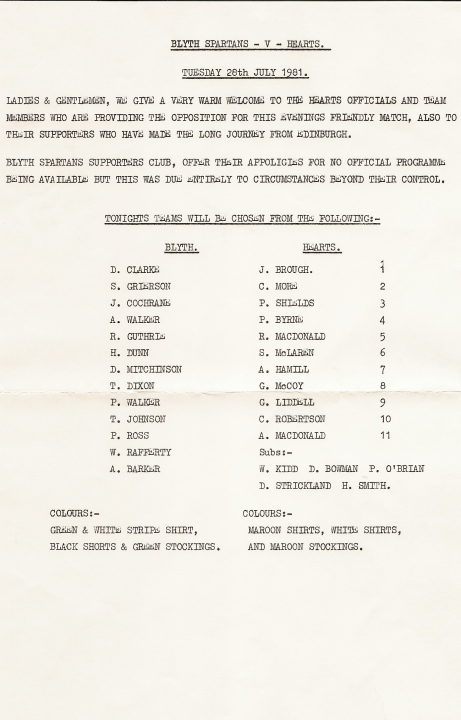 BLYTH SPARTANS - V - HEARTS.
TUESDAY 28th JULY 1981.
LADIES & GENTLEMEN, WE GIVE A VERY WARM WELCOME TO THE HEARTS OFFICIALS AND TEAM
MEMBERS WHO ARE PROVIDING THE OPPOSITION FOR THIS EVENINGS FRIENDLY MATCH, ALSO TO
THEIR SUPPORTERS WHO HAVE MADE THE LONG JOURNEY FROM EDINBURGH.
BLYTH SPARTANS SUPPORTERS CLUB, OFFER THEIR APPOLIGIES FOR NO OFFICIAL PROGRAMME
BEING AVAILABLE BUT THIS WAS DUE ENTIRELY TO CIRCUMSTANCES BEYOND THEIR CONTROL.
TONIGHTS TEAMS WILL BE CHOSEN FROM THE FOLLOWING:-
BLYTH. HEARTS.
D. CLARKE J. BROUGH. 1
S. GRIERSON C. MORE 2
J. COCHRANE P. SHIELDS 3
A. WALKER P. BYRNE 4
R. GUTHRIE R. MACDONALD 5
H. DUNN S. McLAREN 6
D. MITCHINSON A. HAMILL 7
T. DIXON G. McCOY 8
P. WALKER G. LIDDELL 9
T. JOHNSON C. ROBERTSON 10
P. ROSS A. MACDONALD 11
W. RAFFERTY Subs:-
A. BARKER W. KIDD D. BOWMAN P. O'BRIAN
D. STRICKLAND H. SMITH.
COLOURS:- COLOURS:-
GREEN & WHITE STRIPE SHIRT, MAROON SHIRTS, WHITE SHIRTS,
BLACK SHORTS & GREEN STOCKINGS. AND MAROON STOCKINGS.